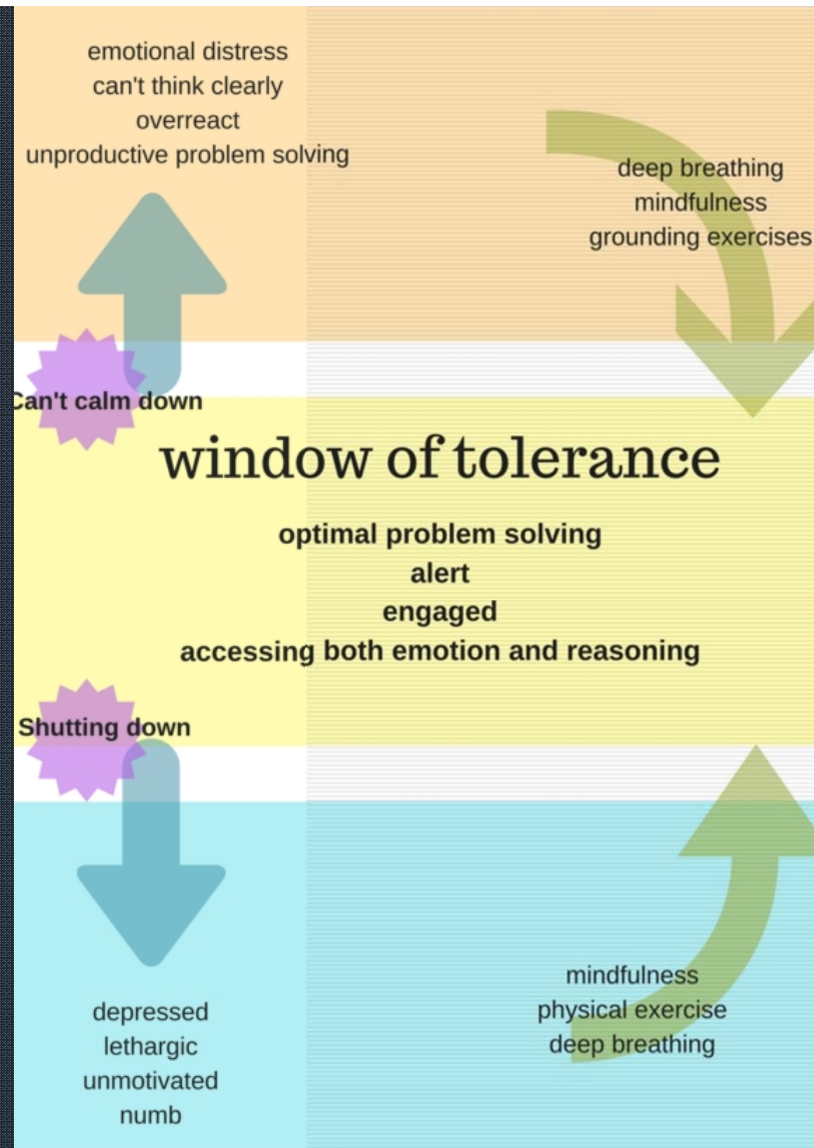 emotional distress
can't think clearly
overreact
unproductive problem solving
deep breathing
mindfulness
grounding exercises
Can't calm down
window of tolerance
optimal problem solving
alert
engaged
accessing both emotion and reasoning
Shutting down
mindfulness
physical exercise
deep breathing
depressed
lethargic
unmotivated
numb